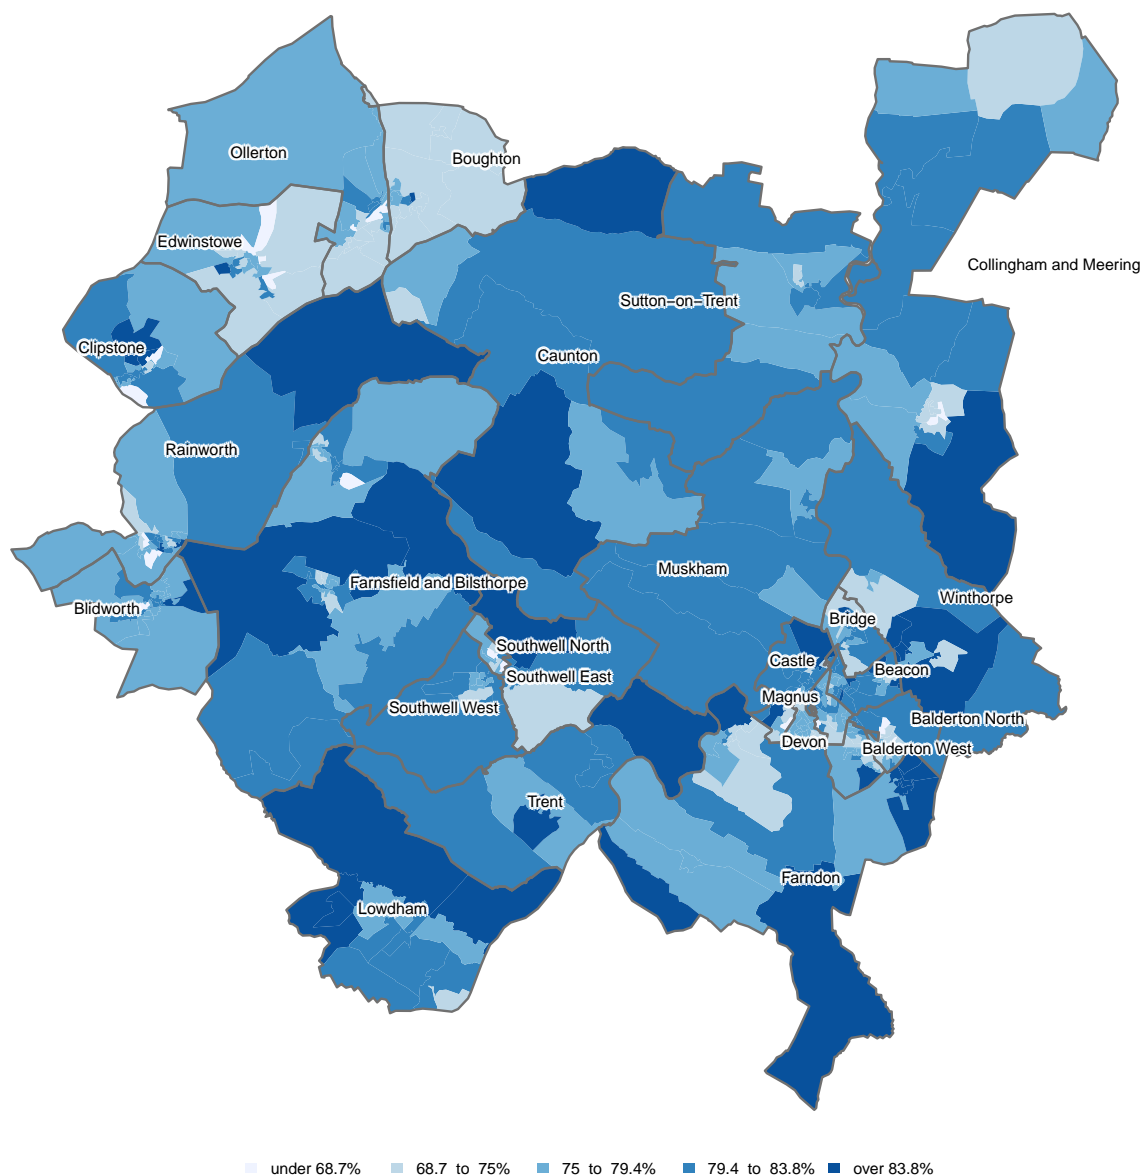 Ollerton
Boughton
Edwinstowe
Collingham and Meering
Sutton–on–Trent
Clipstone
Caunton
Rainworth
Muskham
Farnsfield and Bilsthorpe
Winthorpe
Blidworth
Bridge
Southwell North
Castle
Beacon
Southwell East
Magnus
Southwell West
Balderton North
Devon
Balderton West
Trent
Farndon
Lowdham
under 68.7% 68.7 to 75% 75 to 79.4% 79.4 to 83.8% over 83.8%